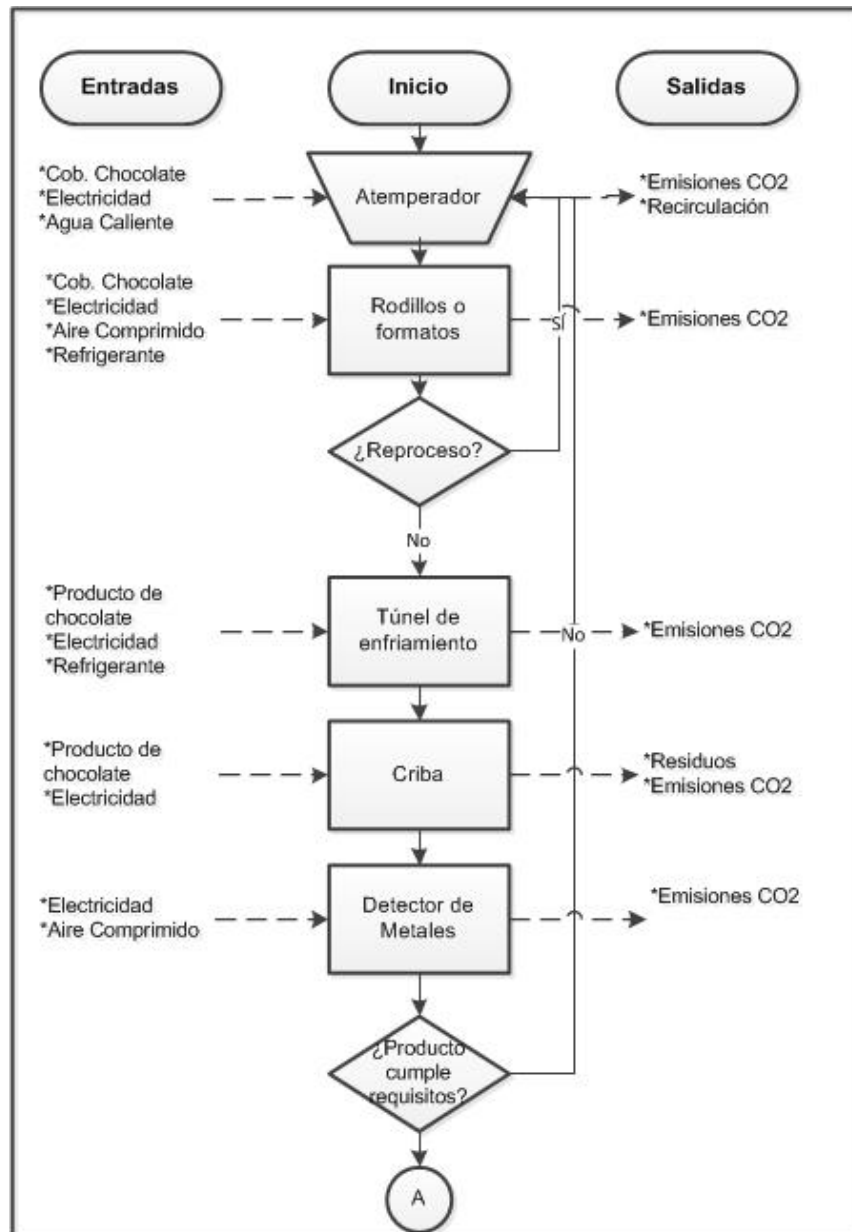 Entradas
Inicio
Salidas
*Cob. Chocolate
*Electricidad
*Agua Caliente
Atemperador
*Emisiones CO2
*Recirculación
*Cob. Chocolate
*Electricidad
*Aire Comprimido
*Refrigerante
Rodillos o
formatos
SÍ
*Emisiones CO2
¿Reproceso?
No
*Producto de
chocolate
*Electricidad
*Refrigerante
Túnel de
enfriamiento
No
*Emisiones CO2
*Producto de
chocolate
*Electricidad
Criba
*Residuos
*Emisiones CO2
*Electricidad
*Aire Comprimido
Detector de
Metales
*Emisiones CO2
¿Producto
cumple
requisitos?
A